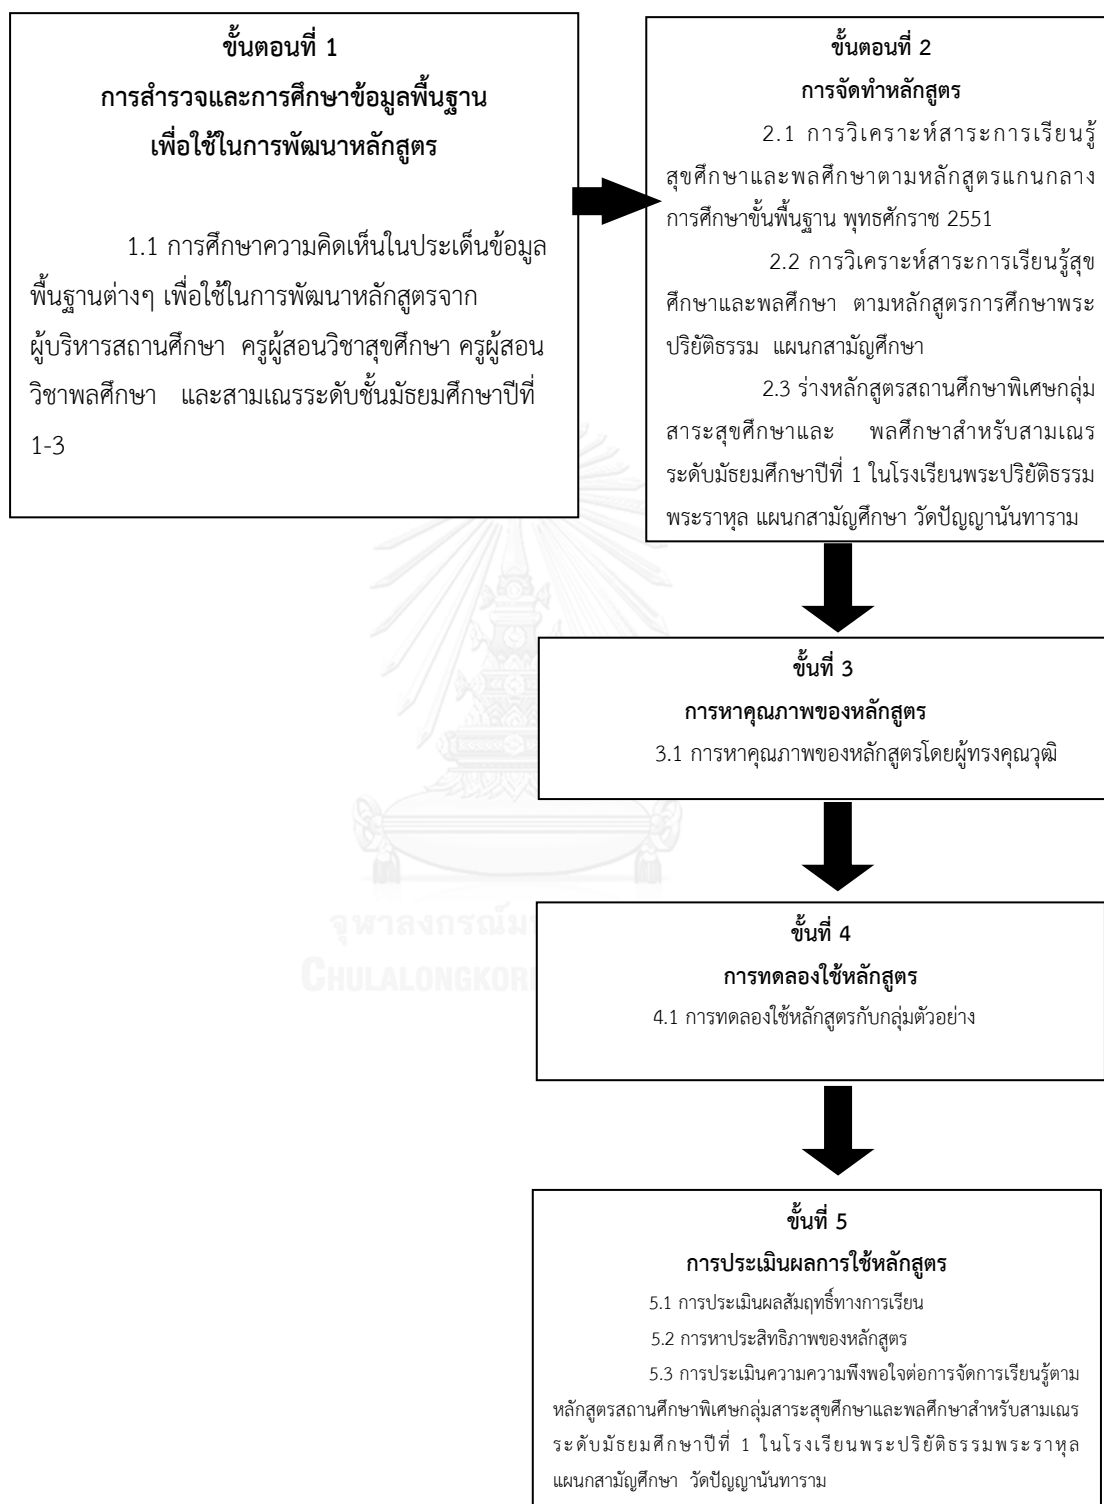 ขั้นตอนที่ 1
การสำรวจและการศึกษาข้อมูลพื้นฐาน
เพื่อใช้ในการพัฒนาหลักสูตร
1.1 การศึกษาความคิดเห็นในประเด็นข้อมูล
พื้นฐานต่างๆ เพื่อใช้ในการพัฒนาหลักสูตรจาก
ผู้บริหารสถานศึกษา ครูผู้สอนวิชาสุขศึกษา ครูผู้สอน
วิชาพลศึกษา และสามเณรระดับชั้นมัธยมศึกษาปีที่
1-3
ขั้นตอนที่ 2
การจัดทำหลักสูตร
2.1 การวิเคราะห์สาระการเรียนรู้
สุขศึกษาและพลศึกษาตามหลักสูตรแกนกลาง
การศึกษาขั้นพื้นฐาน พุทธศักราช 2551
2.2 การวิเคราะห์สาระการเรียนรู้สุข
ศึกษาและพลศึกษา ตามหลักสูตรการศึกษาพระ
ปริยัติธรรม แผนกสามัญศึกษา
2.3 ร่างหลักสูตรสถานศึกษาพิเศษกลุ่ม
สาระสุขศึกษาและ พลศึกษาสำหรับสามเณร
ระดับมัธยมศึกษาปีที่ 1 ในโรงเรียนพระปริยัติธรรม
พระราหุล แผนกสามัญศึกษา วัดปัญญานันทาราม
ขั้นที่ 3
การหาคุณภาพของหลักสูตร
3.1 การหาคุณภาพของหลักสูตรโดยผู้ทรงคุณวุฒิ
จุฬาลงกรณ์ม
CHULALONGKOR
ขั้นที่ 4
การทดลองใช้หลักสูตร
4.1 การทดลองใช้หลักสูตรกับกลุ่มตัวอย่าง
ขั้นที่ 5
การประเมินผลการใช้หลักสูตร
5.1 การประเมินผลสัมฤทธิ์ทางการเรียน
5.2 การหาประสิทธิภาพของหลักสูตร
5.3 การประเมินความความพึงพอใจต่อการจัดการเรียนรู้ตาม
หลักสูตรสถานศึกษาพิเศษกลุ่มสาระสุขศึกษาและพลศึกษาสำหรับสามเณร
ระดับมัธยมศึกษาปีที่ 1 ในโรงเรียนพระปริยัติธรรมพระราหุล
แผนกสามัญศึกษา วัดปัญญานันทาราม